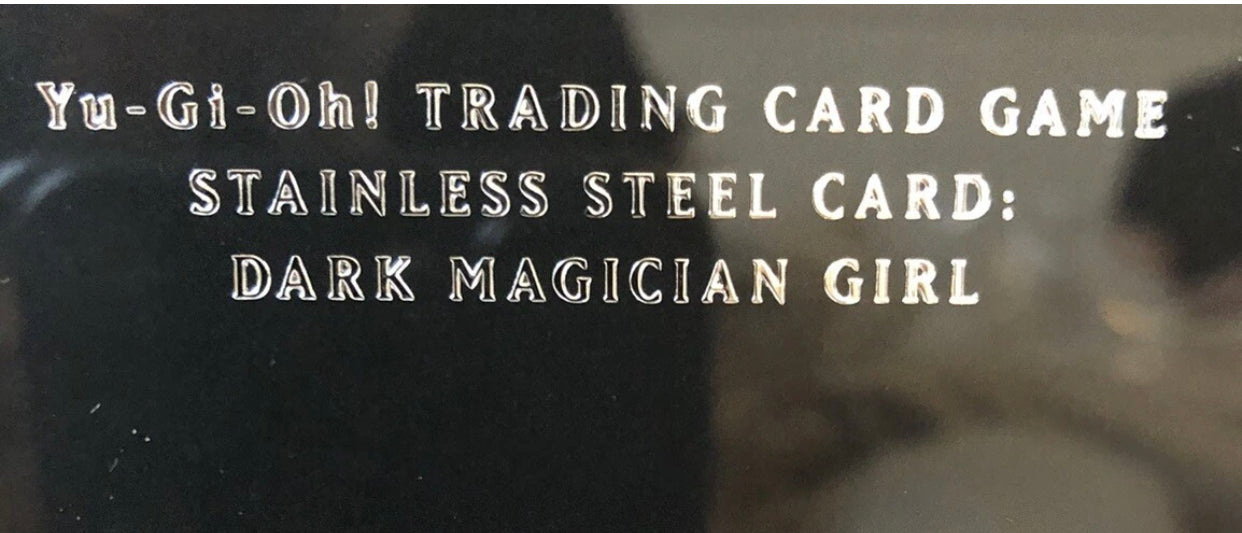 Yu-Gi-Oh! TRADING CARD GAME
STAINLESS STEEL CARD:
DARK MAGICIAN GIRL